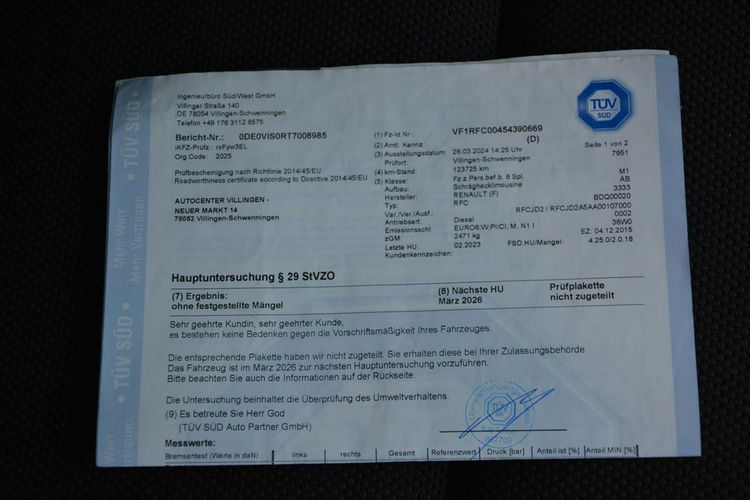 Ingenieurbüro Süd/West GmbH
Villinger Straße 140
DE 78054 Villingen-Schwenningen
Telefon +49 176 3112 8575
Bericht-Nr.: 0DE0VIS0RT7008985
iKFZ-Prüfz.: rxFyw3EL
Org.Code: 2025
Prüfbescheinigung nach Richtlinie 2014/45/EU
Roadworthiness certificate according to Directive 2014/45/EU
AUTOCENTER VILLINGEN -
NEUER MARKT 14
78052 Villingen-Schwenningen
TÜV
SÜD
(1) Fz-Id.Nr.: VF1RFC00454390669
(2) Amtl. Kennz.: (D)
(3) Ausstellungsdatum: 26.03.2024 14:25 Uhr Seite 1 von 2
Villingen-Schwenningen 7951
(4) km-Stand: 123725 km
(5) Klasse: Fz.z.Pers.bef.b. 8 Spl. M1
Aufbau: Schräghecklimousine AB
Hersteller: RENAULT (F) 3333
Typ: RFC BDQ00020
Var./Ver./Ausf.: RFCJD2 / RFCJD2A5AA00107000
Antriebsart: Diesel 0002
Emissionsschl.: EURO6;W;PI/CI; M, N1 I 36W0
zGM: 2471 kg EZ: 04.12.2015
Letzte HU: 02.2023 FSD.HU/Mangel: 4.25.0/2.0.18
Kundenkennzeichen:
Hauptuntersuchung § 29 StVZO
(7) Ergebnis: (8) Nächste HU Prüfplakette
ohne festgestellte Mängel März 2026 nicht zugeteilt
Sehr geehrte Kundin, sehr geehrter Kunde,
es bestehen keine Bedenken gegen die Vorschriftsmäßigkeit Ihres Fahrzeuges.
Die entsprechende Plakette haben wir nicht zugeteilt. Sie erhalten diese bei Ihrer Zulassungsbehörde.
Das Fahrzeug ist im März 2026 zur nächsten Hauptuntersuchung vorzuführen.
Bitte beachten Sie auch die Informationen auf der Rückseite.
Die Untersuchung beinhaltet die Überprüfung des Umweltverhaltens.
(9) Es betreute Sie Herr God
(TÜV SÜD Auto Partner GmbH)
TÜV
Messwerte:
Bremsentest (Werte in daN) links rechts Gesamt Referenzwert Druck [bar] Anteil ist [%] Anteil MIN [%]
TÜV SÜD
Mehr Wert.
Mehr Vertrauen.
TÜV SÜD